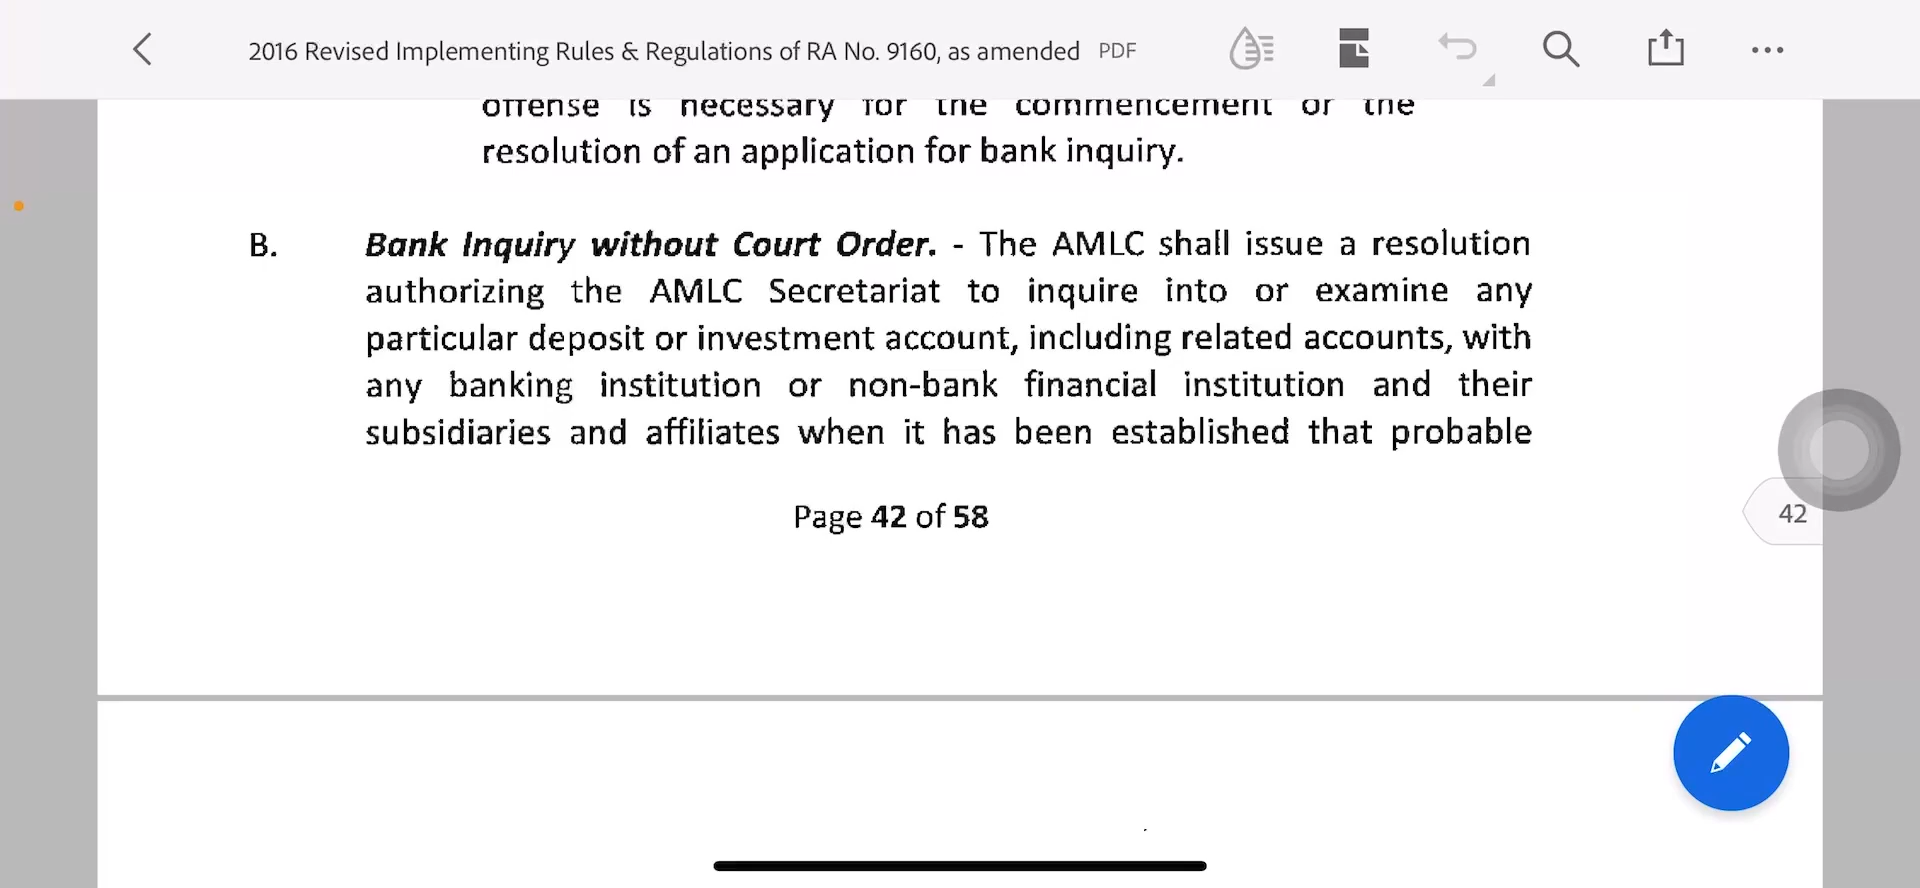 2016 Revised Implementing Rules & Regulations of RA No. 9160, as amended PDF
offense is necessary for the commencement or the
resolution of an application for bank inquiry.
B. Bank Inquiry without Court Order. - The AMLC shall issue a resolution
authorizing the AMLC Secretariat to inquire into or examine any
particular deposit or investment account, including related accounts, with
any banking institution or non-bank financial institution and their
subsidiaries and affiliates when it has been established that probable
Page 42 of 58
42